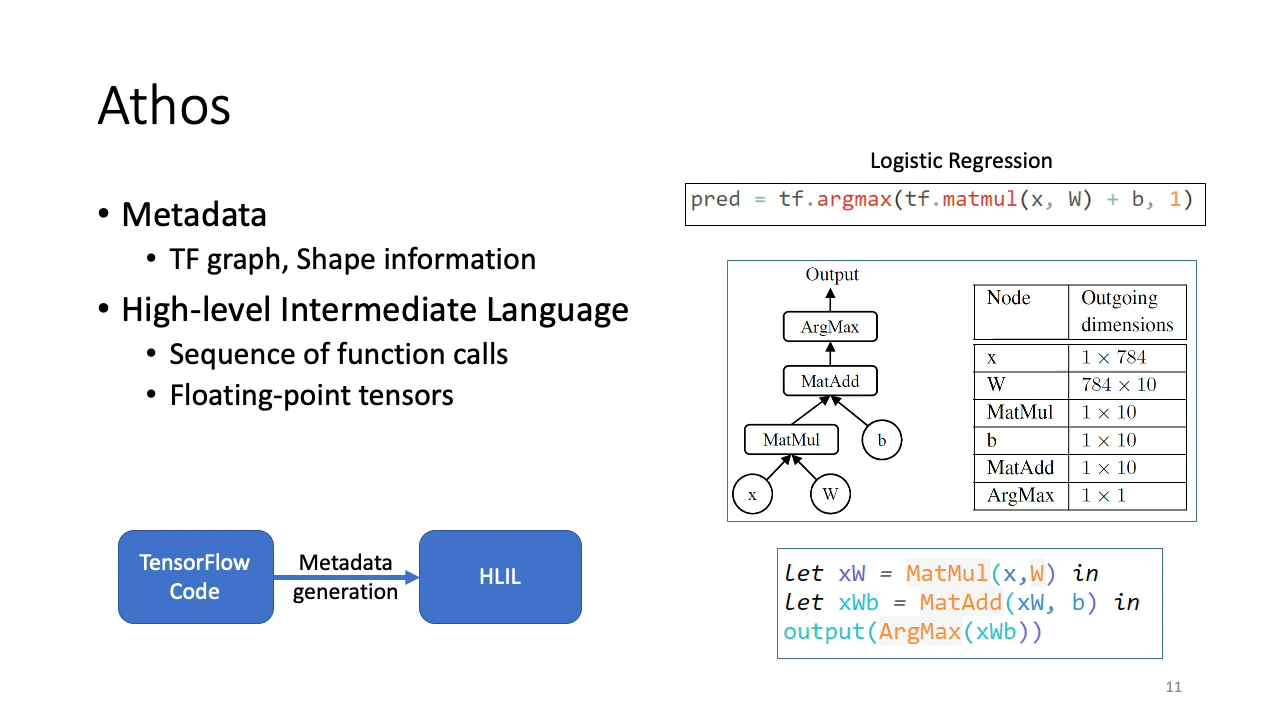 Athos
• Metadata
• TF graph, Shape information
• High-level Intermediate Language
• Sequence of function calls
• Floating-point tensors
TensorFlow
Code
Metadata
generation
HLIL
Logistic Regression
pred = tf.argmax(tf.matmul(x, W) + b, 1)
Output
ArgMax
MatAdd
MatMul
b
x
W
Node Outgoing
dimensions
x 1 × 784
W 784 × 10
MatMul 1 × 10
b 1 × 10
MatAdd 1 × 10
ArgMax 1 × 1
let xW = MatMul(x,W) in
let xWb = MatAdd(xW, b) in
output(ArgMax(xWb))
11